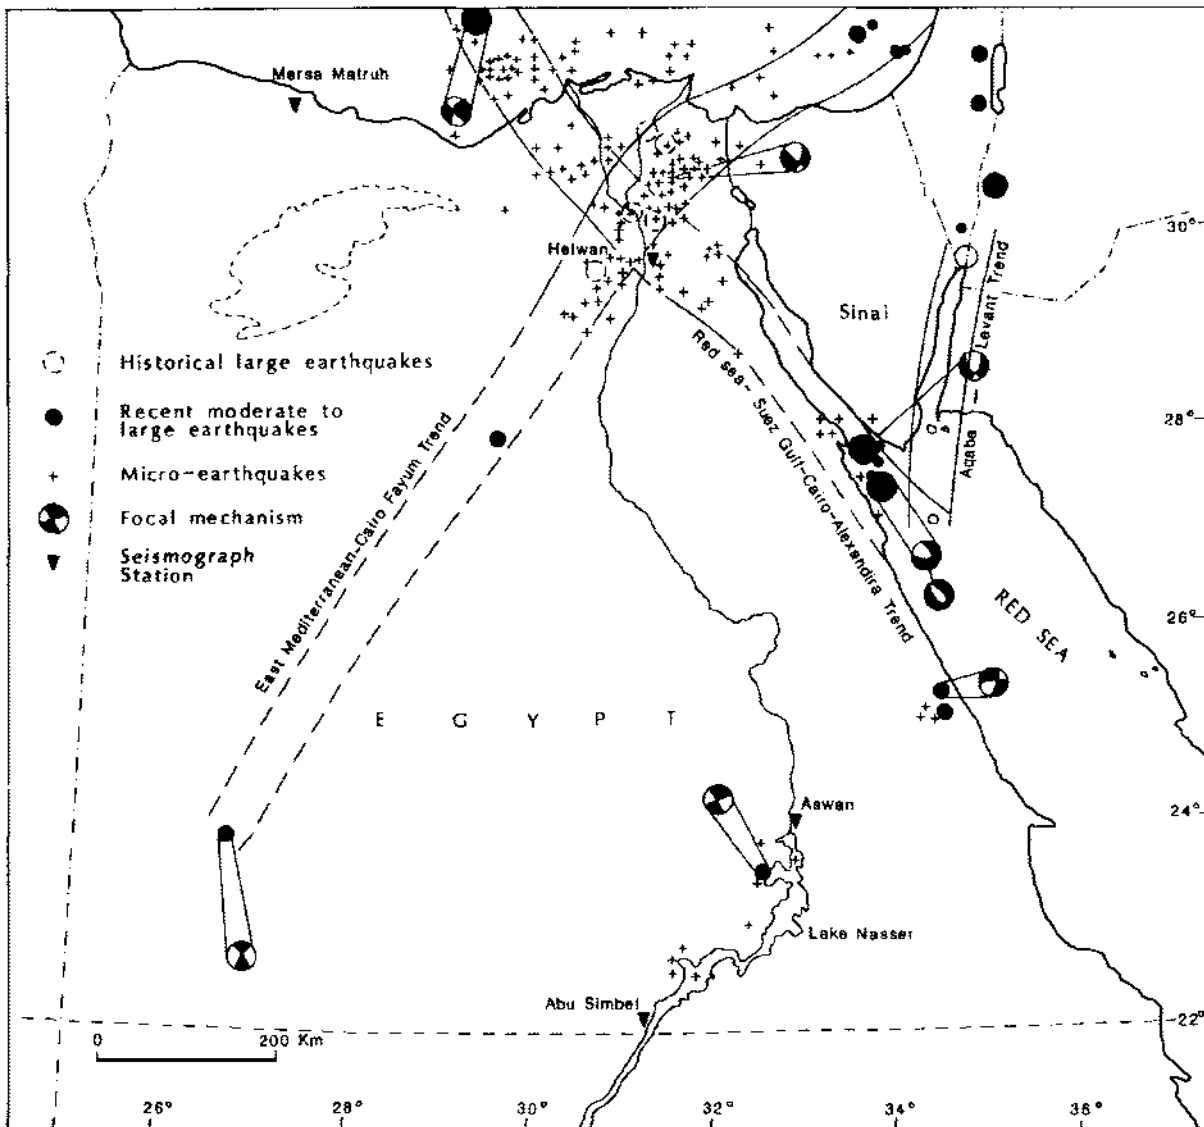 Mersa Matruh
30°
Helwan
Sinai
Levant Trend
Historical large earthquakes
Recent moderate to
large earthquakes
Micro-earthquakes
Focal mechanism
Seismograph
Station
28°
Aqaba
Red sea- Suez Gulf-Cairo-Alexandira Trend
East Mediterranean-Cairo Fayum Trend
RED SEA
26°
E G Y P T
Aswan
24°
Lake Nasser
Abu Simbel
22°
0 200 Km
26° 28° 30° 32° 34° 36°